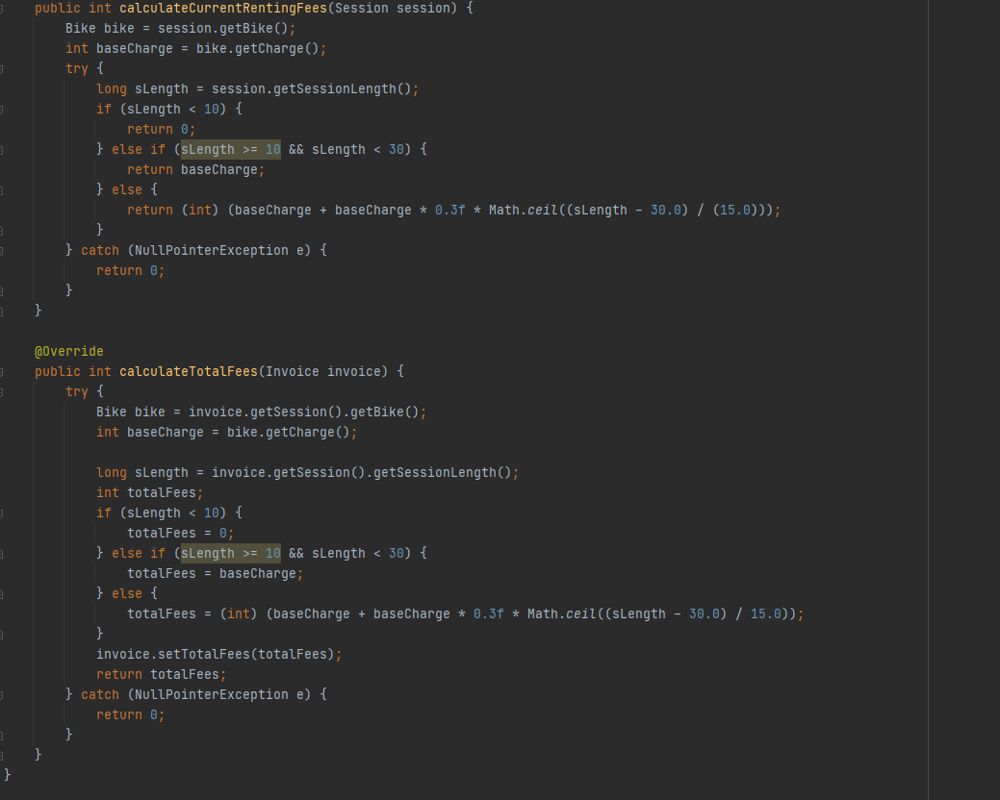 public int calculateCurrentRentingFees(Session session) {
Bike bike = session.getBike();
int baseCharge = bike.getCharge();
try {
long sLength = session.getSessionLength();
if (sLength < 10) {
return 0;
} else if (sLength >= 10 && sLength < 30) {
return baseCharge;
} else {
return (int) (baseCharge + baseCharge * 0.3f * Math.ceil((sLength - 30.0) / (15.0)));
}
} catch (NullPointerException e) {
return 0;
}
}
@Override
public int calculateTotalFees(Invoice invoice) {
try {
Bike bike = invoice.getSession().getBike();
int baseCharge = bike.getCharge();
long sLength = invoice.getSession().getSessionLength();
int totalFees;
if (sLength < 10) {
totalFees = 0;
} else if (sLength >= 10 && sLength < 30) {
totalFees = baseCharge;
} else {
totalFees = (int) (baseCharge + baseCharge * 0.3f * Math.ceil((sLength - 30.0) / 15.0));
}
invoice.setTotalFees(totalFees);
return totalFees;
} catch (NullPointerException e) {
return 0;
}
}
}